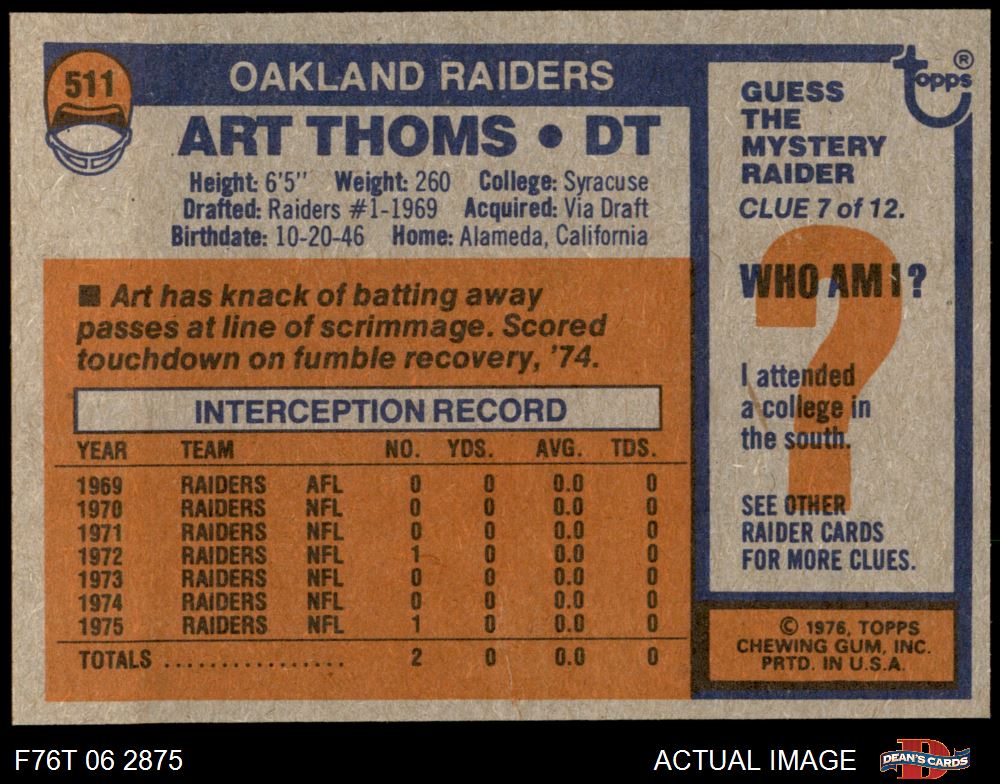 511
OAKLAND RAIDERS
ART THOMS • DT
Height: 6'5" Weight: 260 College: Syracuse
Drafted: Raiders #1-1969 Acquired: Via Draft
Birthdate: 10-20-46 Home: Alameda, California
■ Art has knack of batting away
passes at line of scrimmage. Scored
touchdown on fumble recovery, '74.
INTERCEPTION RECORD
YEAR TEAM NO. YDS. AVG. TDS.
1969 RAIDERS AFL 0 0 0.0 0
1970 RAIDERS NFL 0 0 0.0 0
1971 RAIDERS NFL 0 0 0.0 0
1972 RAIDERS NFL 1 0 0.0 0
1973 RAIDERS NFL 0 0 0.0 0
1974 RAIDERS NFL 0 0 0.0 0
1975 RAIDERS NFL 1 0 0.0 0
TOTALS ................. 2 0 0.0 0
topps ®
GUESS
THE
MYSTERY
RAIDER
CLUE 7 of 12.
?
WHO AM I?
I attended
a college in
the south.
SEE OTHER
RAIDER CARDS
FOR MORE CLUES.
© 1976, TOPPS
CHEWING GUM, INC.
PRTD. IN U.S.A.
F76T 06 2875
ACTUAL IMAGE
DEAN'S CARDS